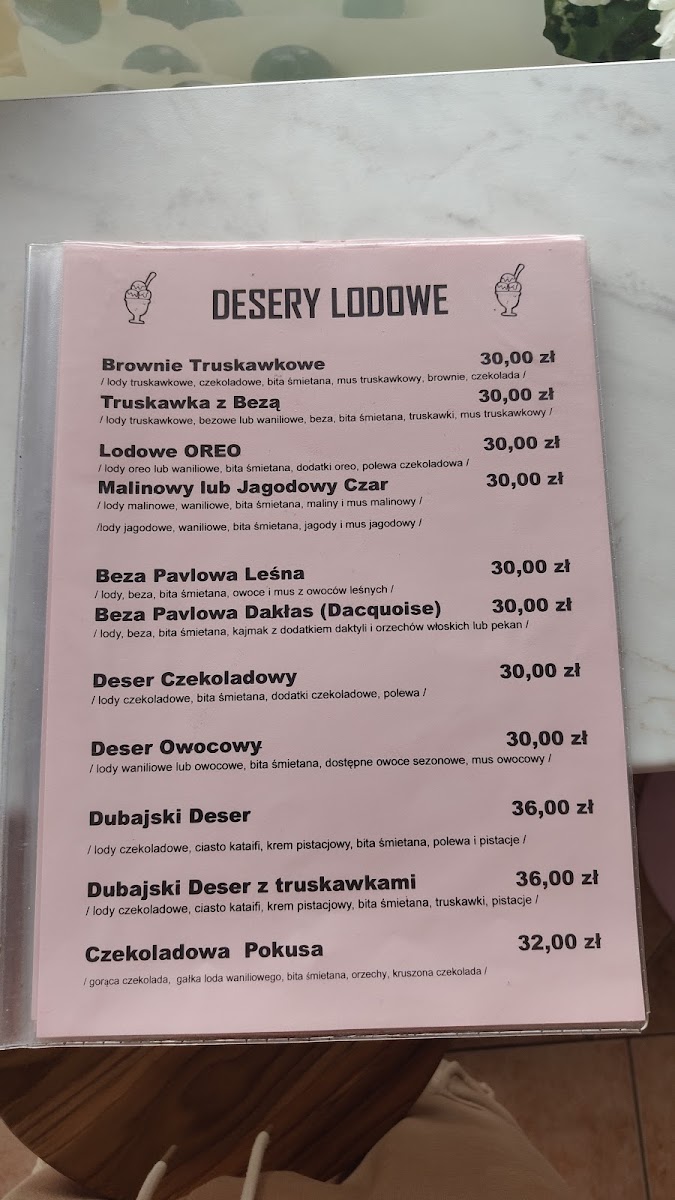 DESERY LODOWE
Brownie Truskawkowe 30,00 zł
/ lody truskawkowe, czekoladowe, bita śmietana, mus truskawkowy, brownie, czekolada /
Truskawka z Bezą 30,00 zł
/ lody truskawkowe, bezowe lub waniliowe, beza, bita śmietana, truskawki, mus truskawkowy /
Lodowe OREO 30,00 zł
/ lody oreo lub waniliowe, bita śmietana, dodatki oreo, polewa czekoladowa /
Malinowy lub Jagodowy Czar 30,00 zł
/ lody malinowe, waniliowe, bita śmietana, maliny i mus malinowy /
/lody jagodowe, waniliowe, bita śmietana, jagody i mus jagodowy /
Beza Pavlowa Leśna 30,00 zł
/ lody, beza, bita śmietana, owoce i mus z owoców leśnych /
Beza Pavlowa Dakłas (Dacquoise) 30,00 zł
/ lody, beza, bita śmietana, kajmak z dodatkiem daktyli i orzechów włoskich lub pekan /
Deser Czekoladowy 30,00 zł
/ lody czekoladowe, bita śmietana, dodatki czekoladowe, polewa /
Deser Owocowy 30,00 zł
/ lody waniliowe lub owocowe, bita śmietana, dostępne owoce sezonowe, mus owocowy /
Dubajski Deser 36,00 zł
/ lody czekoladowe, ciasto kataifi, krem pistacjowy, bita śmietana, polewa i pistacje /
Dubajski Deser z truskawkami 36,00 zł
/ lody czekoladowe, ciasto kataifi, krem pistacjowy, bita śmietana, truskawki, pistacje /
Czekoladowa Pokusa 32,00 zł
/ gorąca czekolada, gałka loda waniliowego, bita śmietana, orzechy, kruszona czekolada /